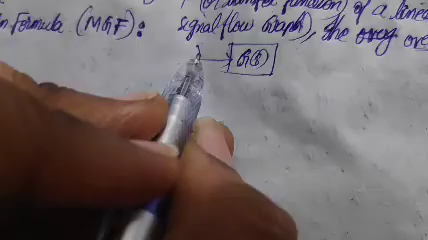 (or transfer function) of a linear
n Formula (MGF): signal flow Graph), the over
G(s)